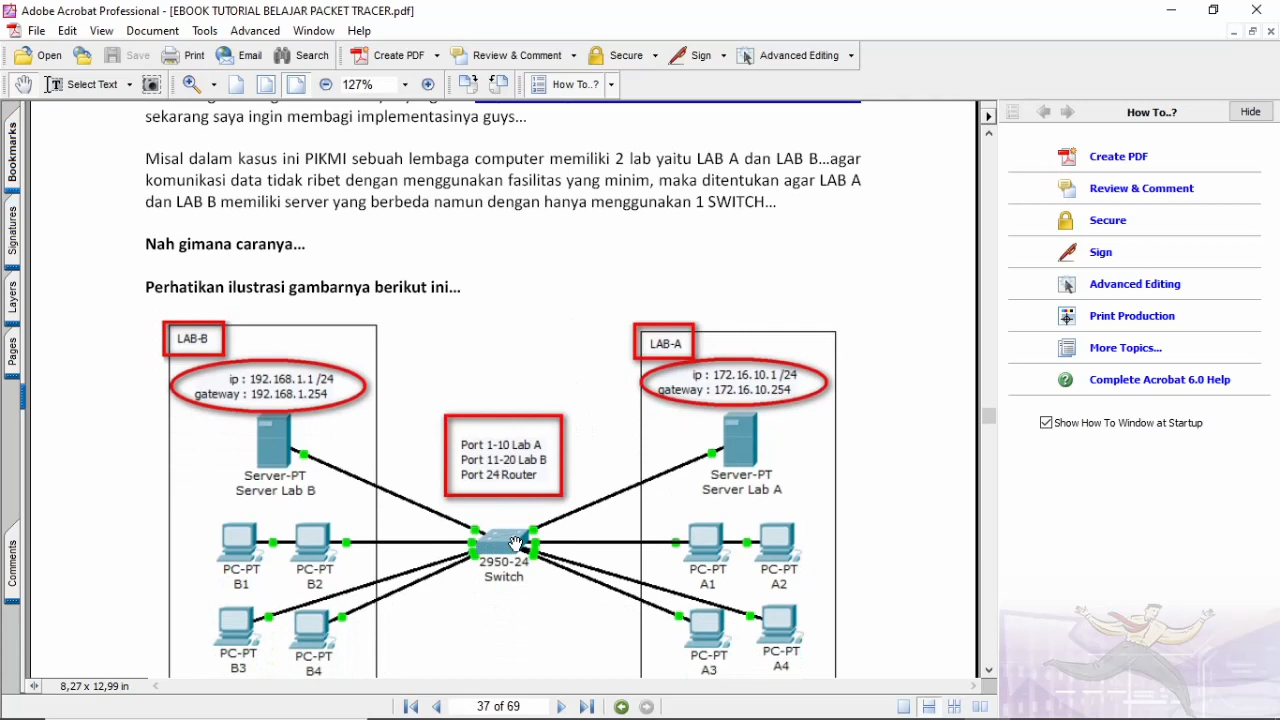 Adobe Acrobat Professional - [EBOOK TUTORIAL BELAJAR PACKET TRACER.pdf]
File Edit View Document Tools Advanced Window Help
Open Save Print Email Search Create PDF Review & Comment Secure Sign Advanced Editing
Select Text 127% How To..?
Bookmarks
Signatures
Layers
Pages
Comments
sekarang saya ingin membagi implementasinya guys...
Misal dalam kasus ini PIKMI sebuah lembaga computer memiliki 2 lab yaitu LAB A dan LAB B...agar
komunikasi data tidak ribet dengan menggunakan fasilitas yang minim, maka ditentukan agar LAB A
dan LAB B memiliki server yang berbeda namun dengan hanya menggunakan 1 SWITCH...
Nah gimana caranya...
Perhatikan ilustrasi gambarnya berikut ini...
LAB-B
ip : 192.168.1.1 /24
gateway : 192.168.1.254
Server-PT
Server Lab B
PC-PT
B1
PC-PT
B2
PC-PT
B3
PC-PT
B4
Port 1-10 Lab A
Port 11-20 Lab B
Port 24 Router
2950-24
Switch
LAB-A
ip : 172.16.10.1 /24
gateway : 172.16.10.254
Server-PT
Server Lab A
PC-PT
A1
PC-PT
A2
PC-PT
A3
PC-PT
A4
How To..?
Hide
Create PDF
Review & Comment
Secure
Sign
Advanced Editing
Print Production
More Topics...
Complete Acrobat 6.0 Help
Show How To Window at Startup
8,27 x 12,99 in
37 of 69